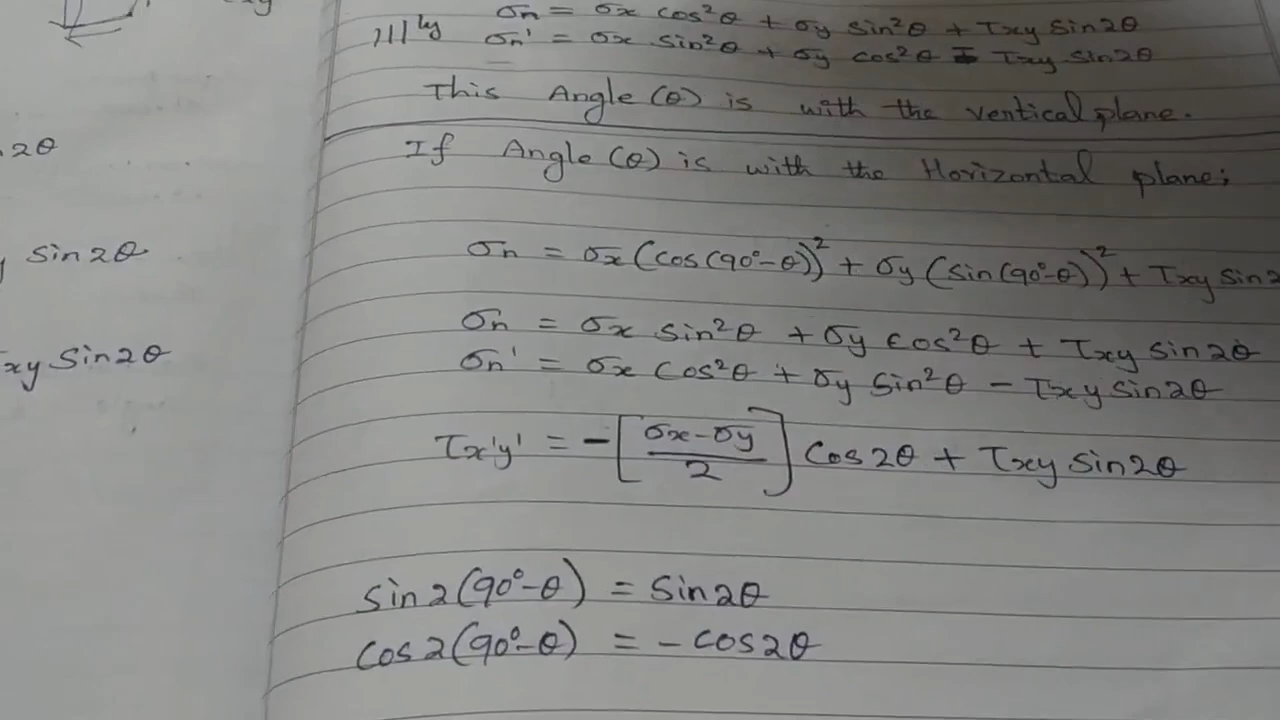 xy
σn = σx cos²θ + σy sin²θ + τxy sin2θ
|||ly σn' = σx sin²θ + σy cos²θ - τxy sin2θ
This Angle (θ) is with the vertical plane.
2θ
If Angle (θ) is with the Horizontal plane;
sin2θ
σn = σx (cos(90°-θ))² + σy (sin(90°-θ))² + τxy sin2
σn = σx sin²θ + σy cos²θ + τxy sin2θ
xy sin2θ
σn' = σx cos²θ + σy sin²θ - τxy sin2θ
τx'y' = -[σx-σy/2] cos2θ + τxy sin2θ
sin2(90°-θ) = sin2θ
cos2(90°-θ) = -cos2θ